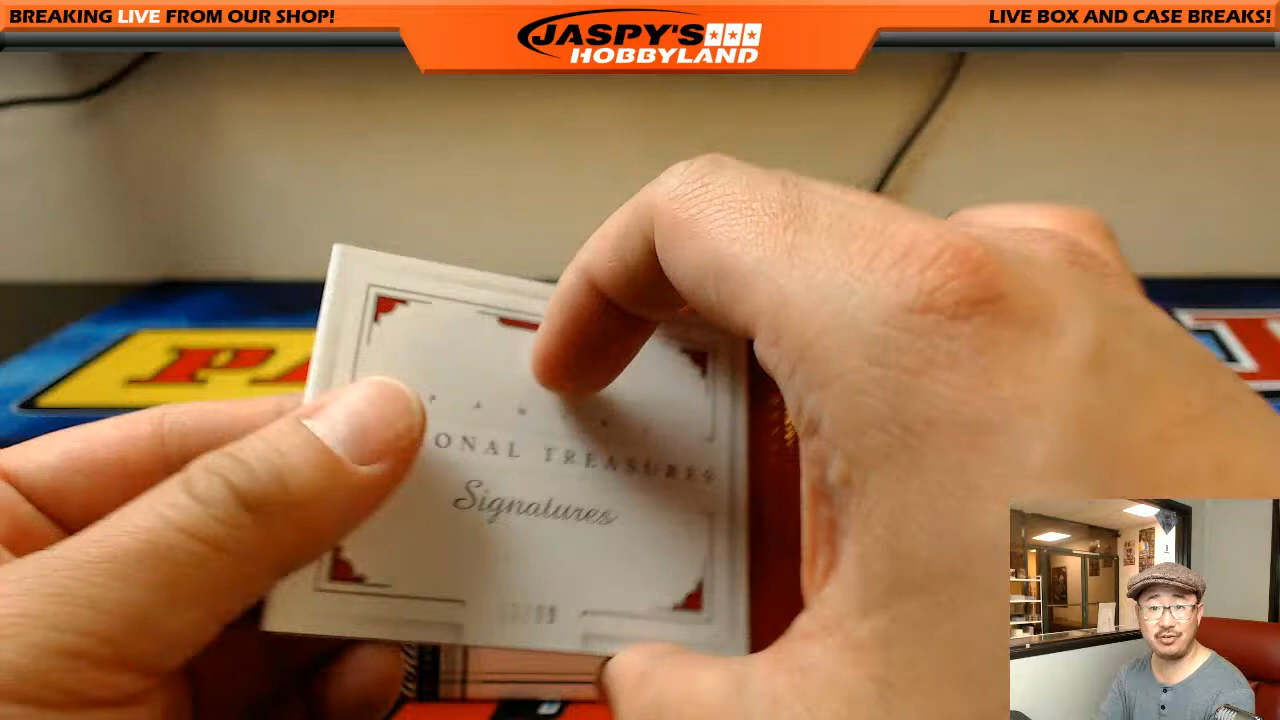 BREAKING LIVE FROM OUR SHOP!
JASPY'S
HOBBYLAND
LIVE BOX AND CASE BREAKS!
ONAL TREASURES
Signatures